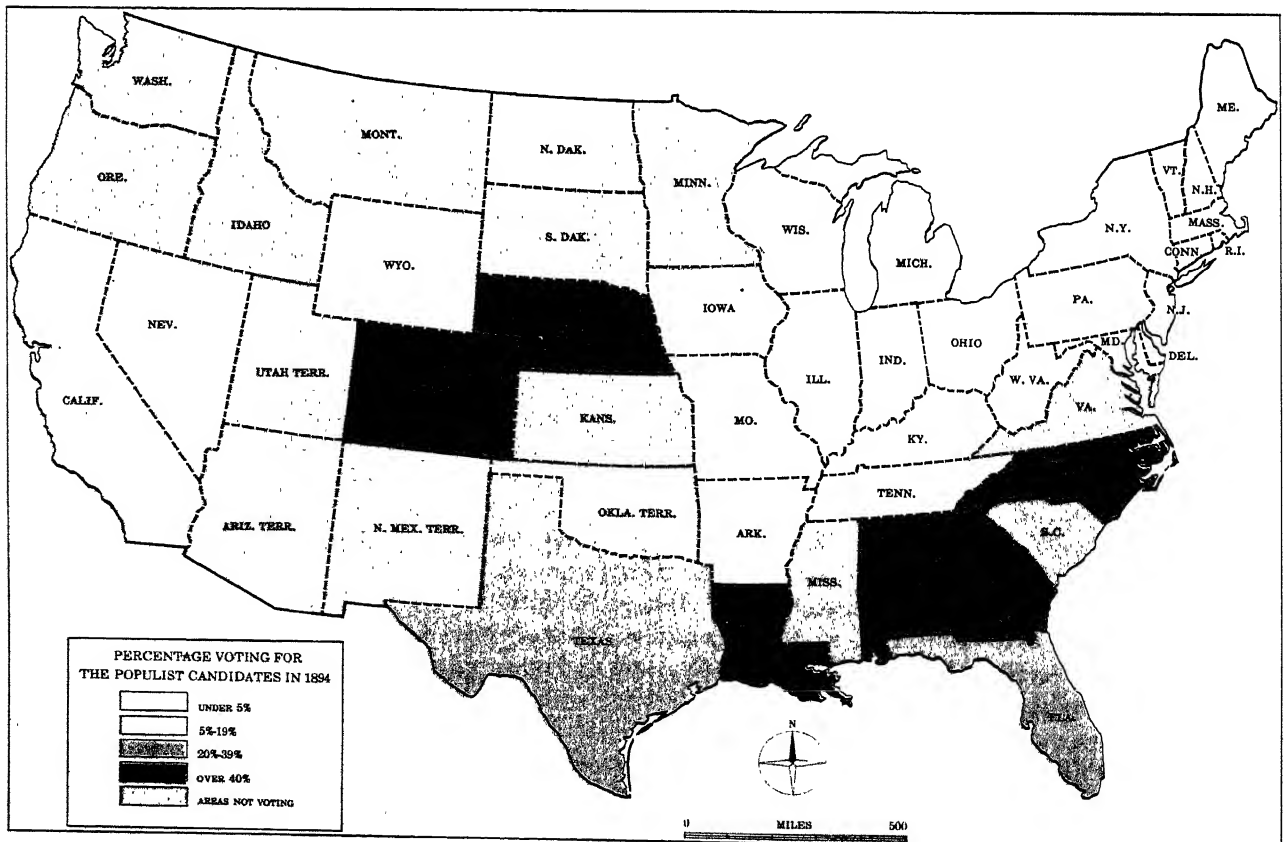 WASH.
MONT.
N. DAK.
MINN.
ME.
ORE.
IDAHO
S. DAK.
WIS.
VT.
N.H.
N.Y.
MASS.
CONN.
R.I.
WYO.
MICH.
NEV.
IOWA
PA.
N.J.
UTAH TERR.
ILL.
IND.
OHIO
MD.
DEL.
CALIF.
KANS.
MO.
W. VA.
VA.
KY.
ARIZ. TERR.
N. MEX. TERR.
OKLA. TERR.
ARK.
TENN.
S.C.
MISS.
TEXAS
FLA.
PERCENTAGE VOTING FOR
THE POPULIST CANDIDATES IN 1894
UNDER 5%
5%-19%
20%-39%
OVER 40%
AREAS NOT VOTING
N
0 MILES 500